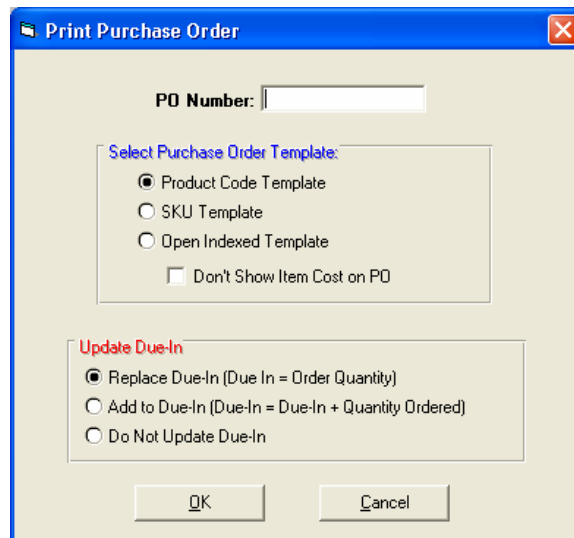 Print Purchase Order
PO Number:
Select Purchase Order Template:
Product Code Template
SKU Template
Open Indexed Template
Don't Show Item Cost on PO
Update Due-In
Replace Due-In (Due In = Order Quantity)
Add to Due-In (Due-In = Due-In + Quantity Ordered)
Do Not Update Due-In
OK Cancel